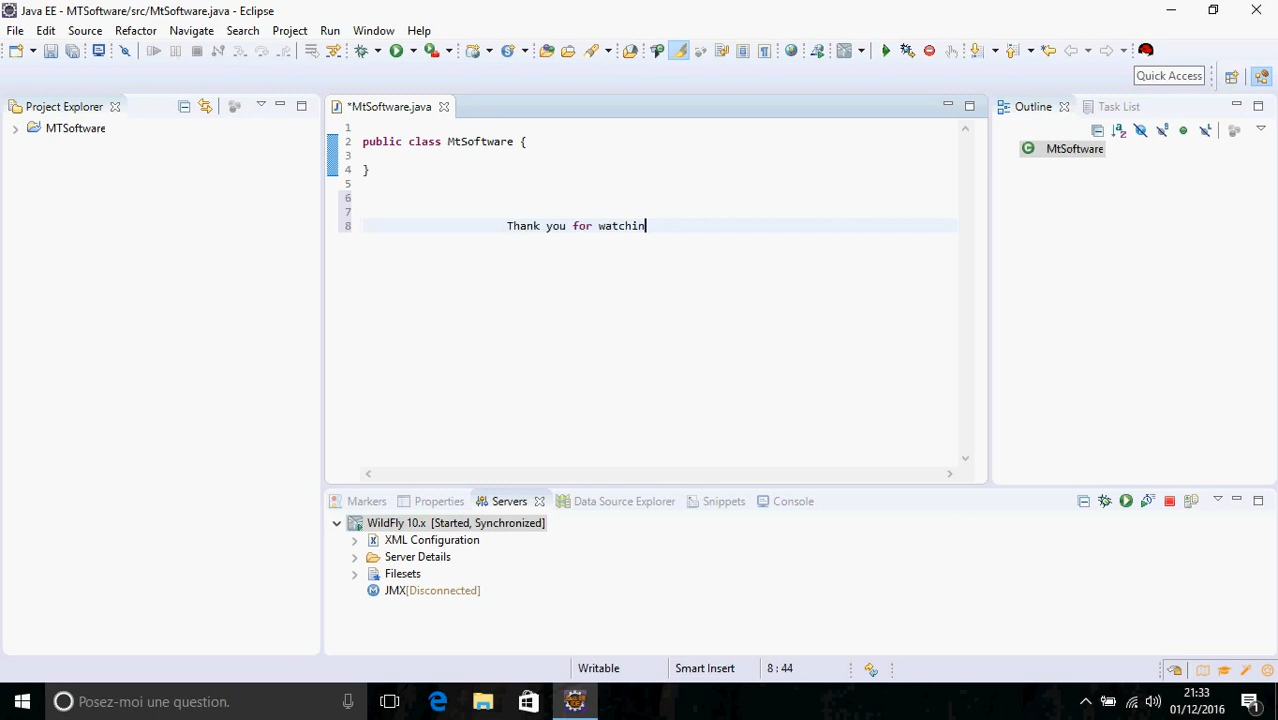 Java EE - MTSoftware/src/MtSoftware.java - Eclipse
File Edit Source Refactor Navigate Search Project Run Window Help
Quick Access
Project Explorer
*MtSoftware.java
Outline
Task List
MTSoftware
1
2 public class MtSoftware {
3
4 }
5
6
7
8 Thank you for watchin
MtSoftware
Markers Properties Servers Data Source Explorer Snippets Console
WildFly 10.x [Started, Synchronized]
XML Configuration
Server Details
Filesets
JMX[Disconnected]
Writable Smart Insert 8 : 44
Posez-moi une question.
21:33
01/12/2016